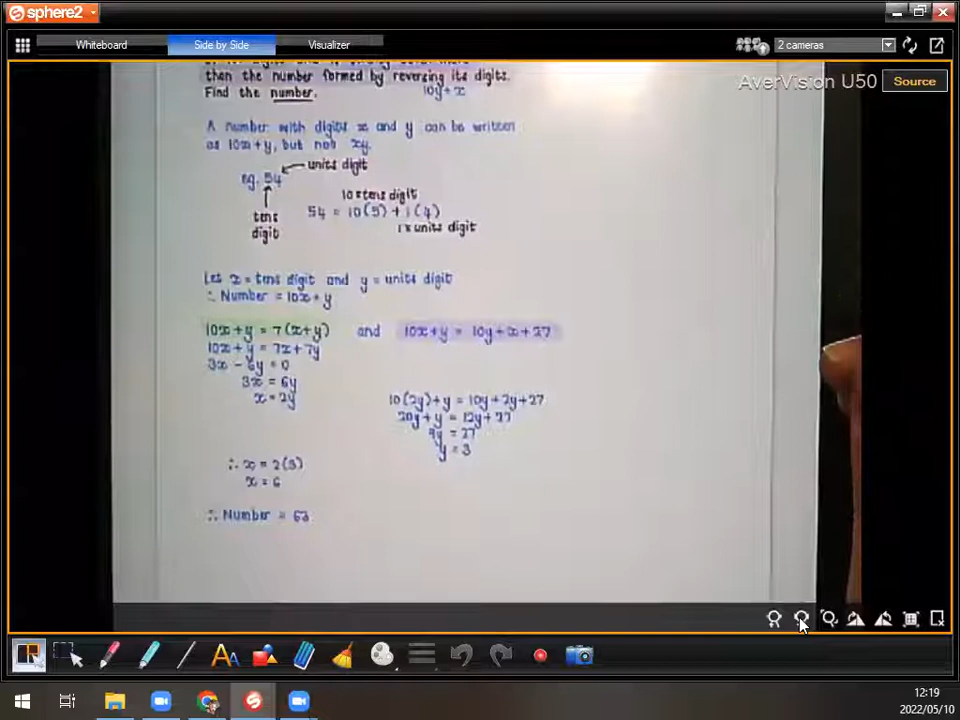 sphere2
Whiteboard
Side by Side
Visualizer
2 cameras
AverVision U50
Source
than the number formed by reversing its digits.
Find the number.
10y + x
A number with digits x and y can be written
as 10x + y, but not xy.
units digit
eg. 54
tens
digit
10 x tens digit
54 = 10(5) + 1(4)
1 x units digit
Let x = tens digit and y = units digit
∴ Number = 10x + y
10x + y = 7(x+y) and 10x + y = 10y + x + 27
10x + y = 7x + 7y
3x - 6y = 0
3x = 6y
x = 2y
10(2y) + y = 10y + 2y + 27
20y + y = 12y + 27
9y = 27
y = 3
∴ x = 2(3)
x = 6
∴ Number = 63
12:19
2022/05/10